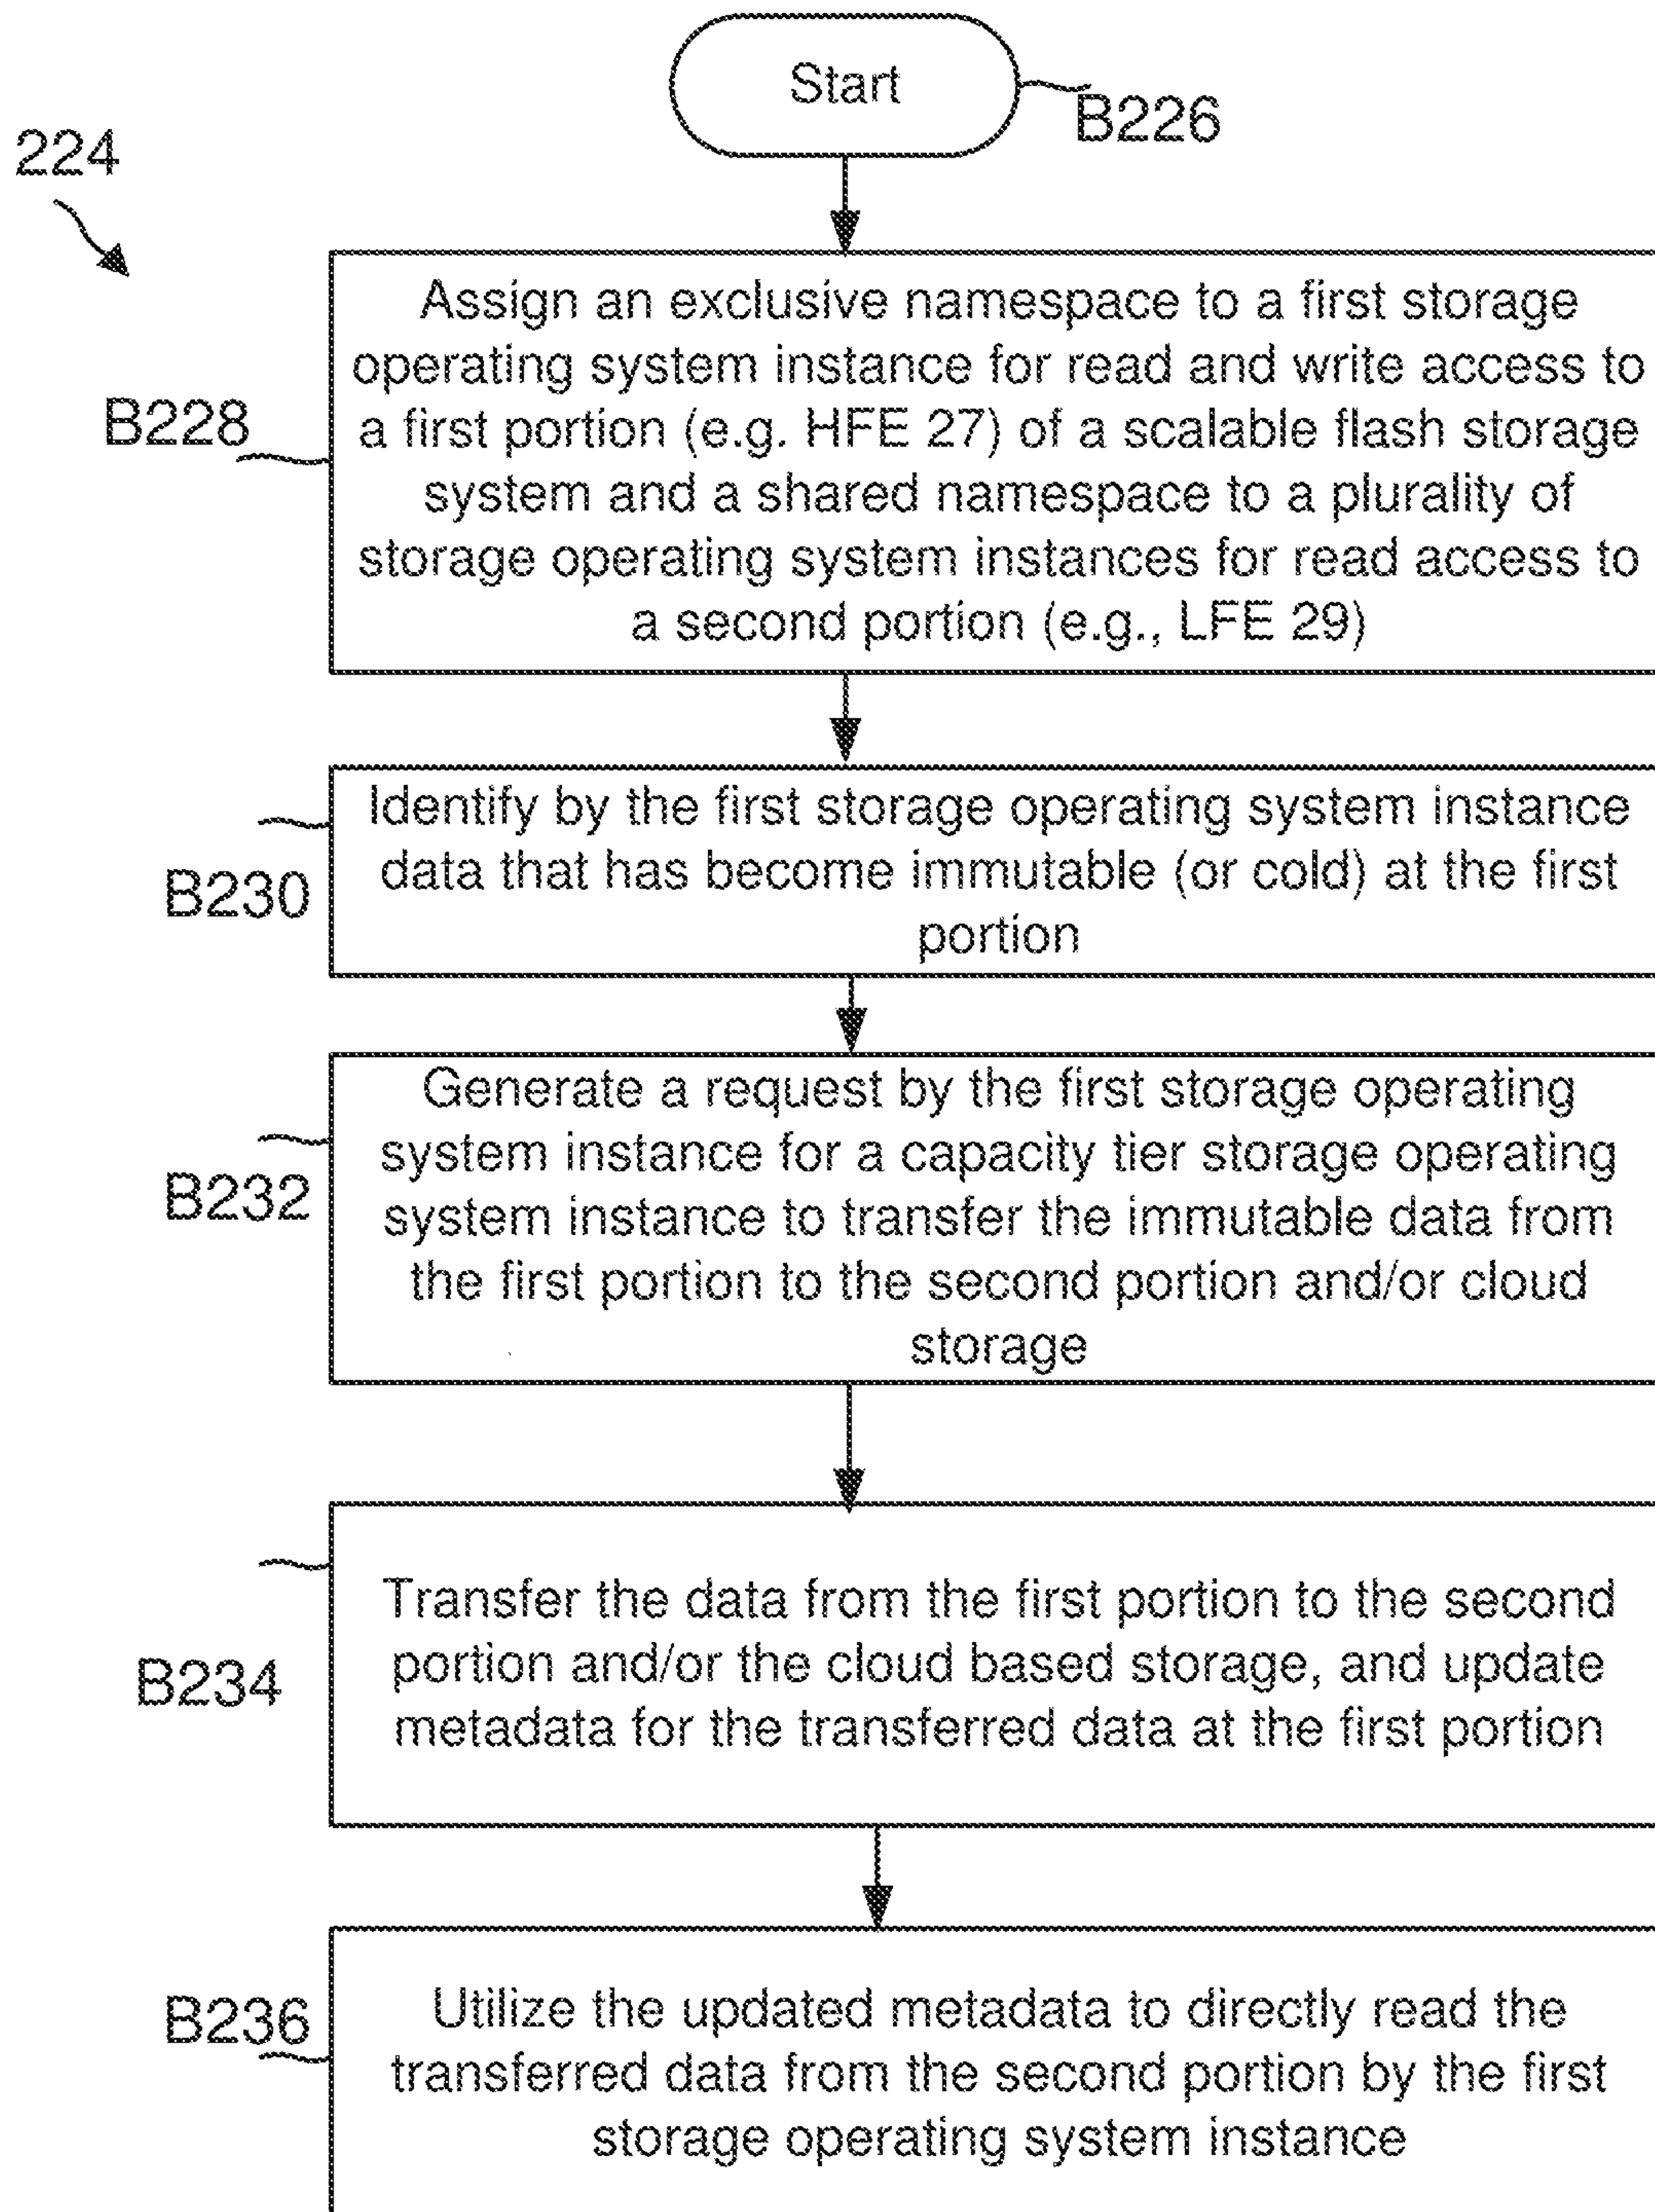 Start
B226
224
Assign an exclusive namespace to a first storage
operating system instance for read and write access to
a first portion (e.g. HFE 27) of a scalable flash storage
system and a shared namespace to a plurality of
storage operating system instances for read access to
a second portion (e.g., LFE 29)
B228
Identify by the first storage operating system instance
data that has become immutable (or cold) at the first
portion
B230
Generate a request by the first storage operating
system instance for a capacity tier storage operating
system instance to transfer the immutable data from
the first portion to the second portion and/or cloud
storage
B232
Transfer the data from the first portion to the second
portion and/or the cloud based storage, and update
metadata for the transferred data at the first portion
B234
Utilize the updated metadata to directly read the
transferred data from the second portion by the first
storage operating system instance
B236